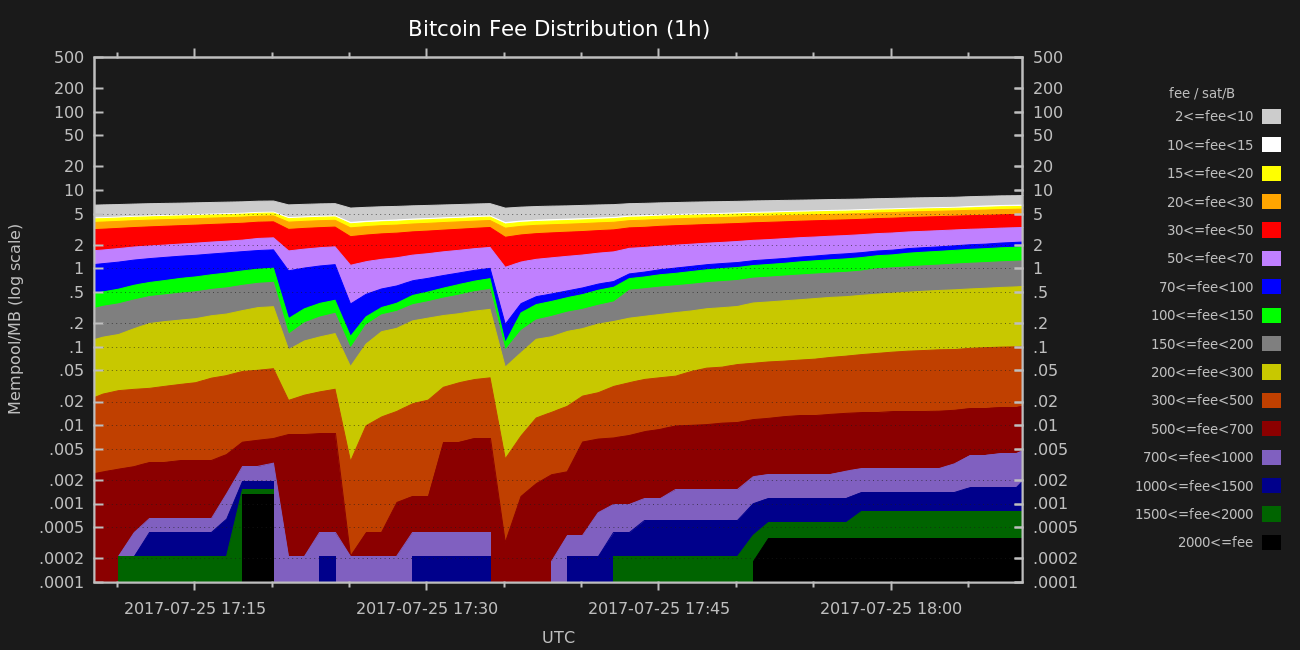 Bitcoin Fee Distribution (1h)
500 500
200 200
100 100
50 50
20 20
10 10
5 5
2 2
1 1
.5 .5
.2 .2
.1 .1
.05 .05
.02 .02
.01 .01
.005 .005
.002 .002
.001 .001
.0005 .0005
.0002 .0002
.0001 .0001
Mempool/MB (log scale)
2017-07-25 17:15 2017-07-25 17:30 2017-07-25 17:45 2017-07-25 18:00
UTC
fee / sat/B
2<=fee<10
10<=fee<15
15<=fee<20
20<=fee<30
30<=fee<50
50<=fee<70
70<=fee<100
100<=fee<150
150<=fee<200
200<=fee<300
300<=fee<500
500<=fee<700
700<=fee<1000
1000<=fee<1500
1500<=fee<2000
2000<=fee